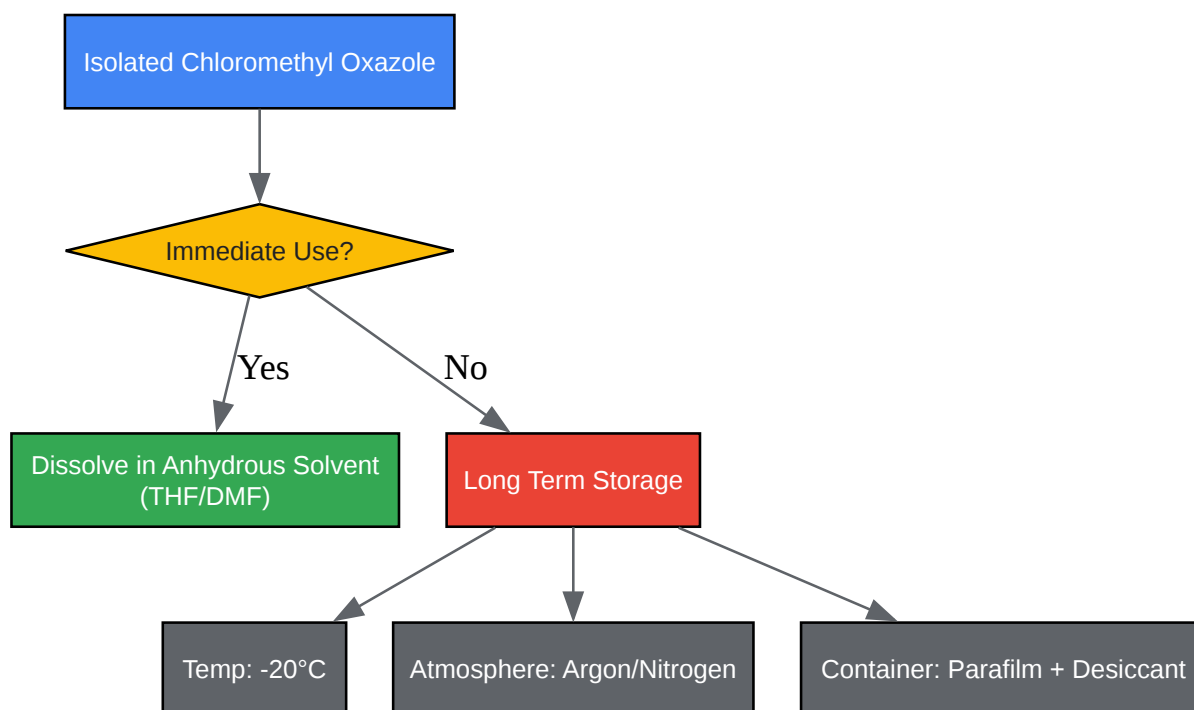 Isolated Chloromethyl Oxazole
Immediate Use?
Yes
No
Dissolve in Anhydrous Solvent
(THF/DMF)
Long Term Storage
Temp: -20°C
Atmosphere: Argon/Nitrogen
Container: Parafilm + Desiccant